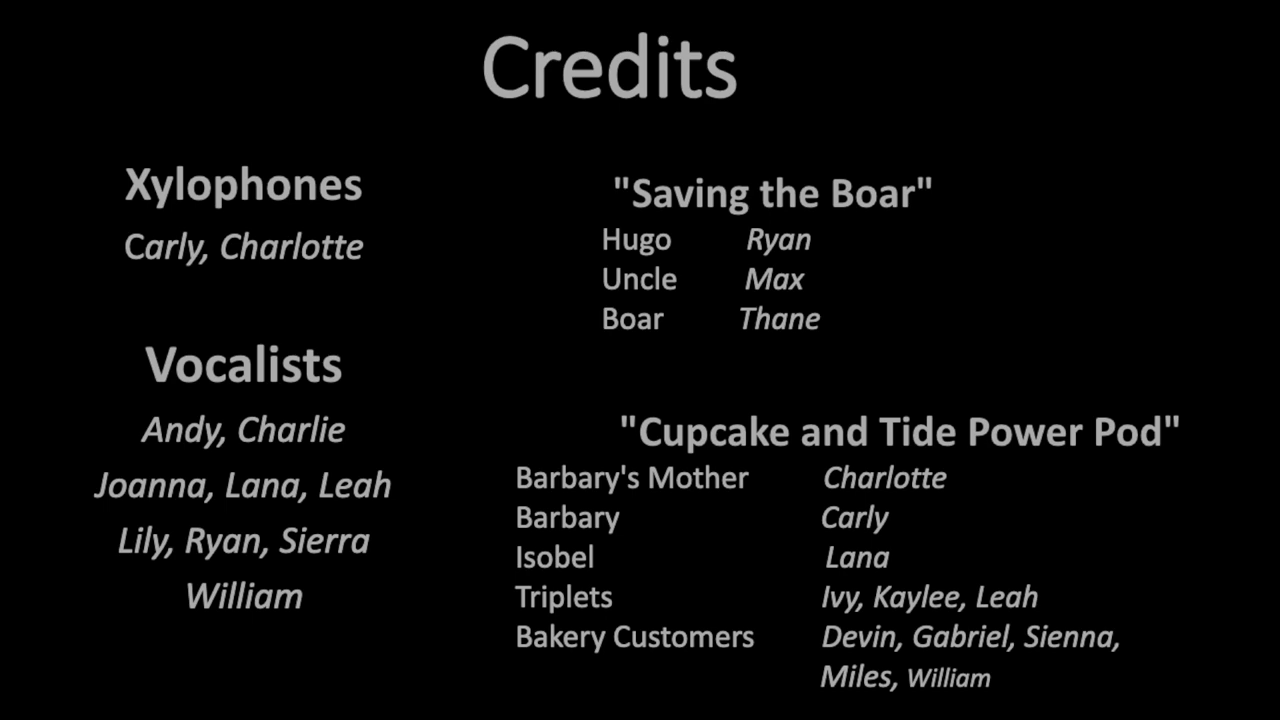 Credits
Xylophones
Carly, Charlotte
Vocalists
Andy, Charlie
Joanna, Lana, Leah
Lily, Ryan, Sierra
William
"Saving the Boar"
Hugo Ryan
Uncle Max
Boar Thane
"Cupcake and Tide Power Pod"
Barbary's Mother Charlotte
Barbary Carly
Isobel Lana
Triplets Ivy, Kaylee, Leah
Bakery Customers Devin, Gabriel, Sienna,
Miles, William